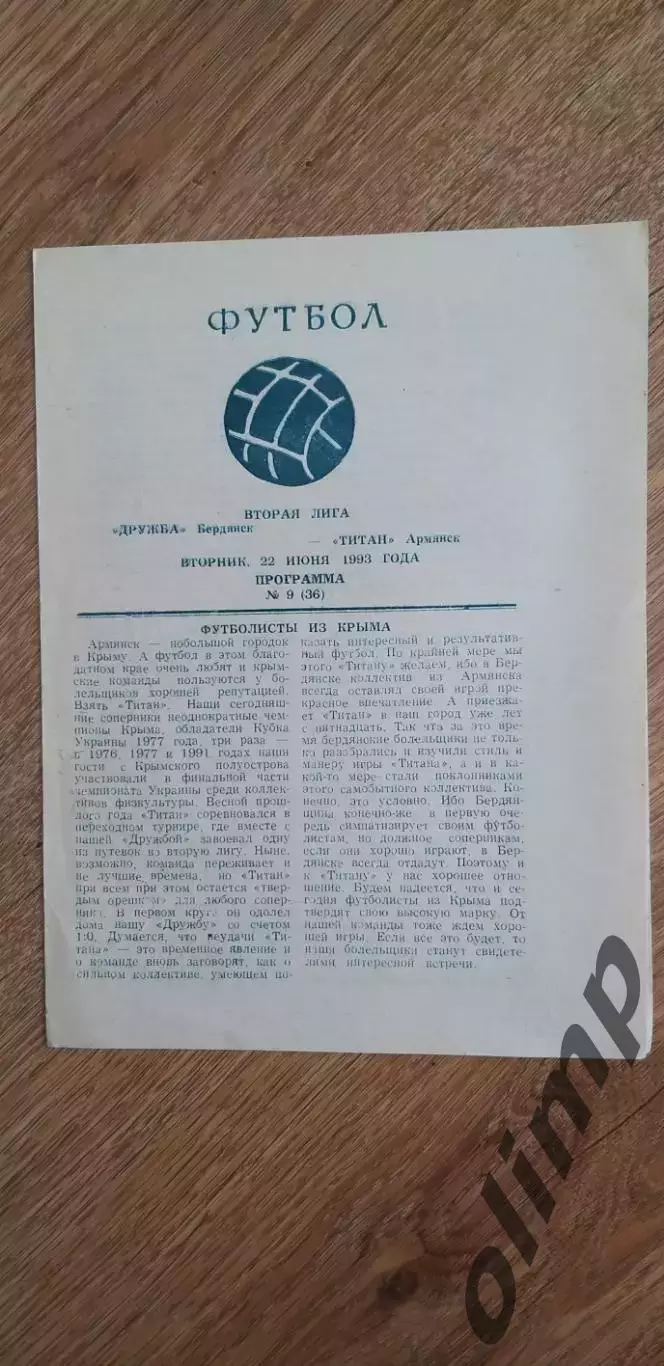 ФУТБОЛ
ВТОРАЯ ЛИГА
«ДРУЖБА» Бердянск
— «ТИТАН» Армянск
ВТОРНИК, 22 ИЮНЯ 1993 ГОДА
ПРОГРАММА
№ 9 (36)
ФУТБОЛИСТЫ ИЗ КРЫМА
Армянск — небольшой городок
в Крыму. А футбол в этом благо-
датном крае очень любят и крым-
ские команды пользуются у бо-
лельщиков хорошей репутацией.
Взять «Титан». Наши сегодняш-
ние соперники неоднократные чем-
пионы Крыма, обладатели Кубка
Украины 1977 года, три раза —
в 1976, 1977 и 1991 годах наши
гости с Крымского полуострова
участвовали в финальной части
чемпионата Украины среди коллек-
тивов физкультуры. Весной прош-
лого года «Титан» соревновался в
переходном турнире, где вместе с
нашей «Дружбой» завоевал одну
из путевок во вторую лигу. Ныне,
возможно, команда переживает и
не лучшие времена, но «Титан»
при всем при этом остается «твер-
дым орешком» для любого сопер-
ника. В первом круге он одолел
дома нашу «Дружбу» со счетом
1:0. Думается, что неудачи «Ти-
тана» — это временное явление и
о команде вновь заговорят, как о
сильном коллективе, умеющем по-
казать интересный и результатив-
ный футбол. По крайней мере мы
этого «Титану» желаем, ибо в Бер-
дянске коллектив из Армянска
всегда оставлял своей игрой пре-
красное впечатление. А приезжа-
ет «Титан» в наш город уже лет
с пятнадцать. Так что за это вре-
мя бердянские болельщики не толь-
ко разобрались и изучили стиль и
манеру игры «Титана», а и в ка-
кой-то мере стали поклонниками
этого самобытного коллектива. Ко-
нечно, это условно. Ибо Бердян-
щина конечно-же в первую оче-
редь симпатизирует своим футбо-
листам, но должное соперникам,
если они хорошо играют, в Бер-
дянске всегда отдадут. Поэтому и
к «Титану» у нас хорошее отно-
шение. Будем надеется, что и се-
годня футболисты из Крыма под-
твердят свою высокую марку. От
нашей команды тоже ждем хоро-
шей игры. Если все это будет, то
наши болельщики станут свидете-
лями интересной встречи.
olimp